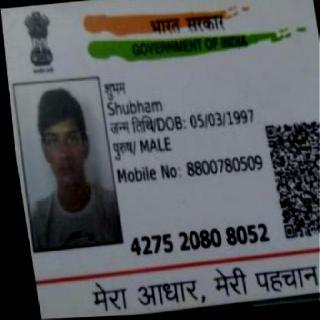 भारत सरकार
GOVERNMENT OF INDIA
शुभम
Shubham
जन्म तिथि/DOB: 05/03/1997
पुरुष/ MALE
Mobile No: 8800780509
4275 2080 8052
मेरा आधार, मेरी पहचान